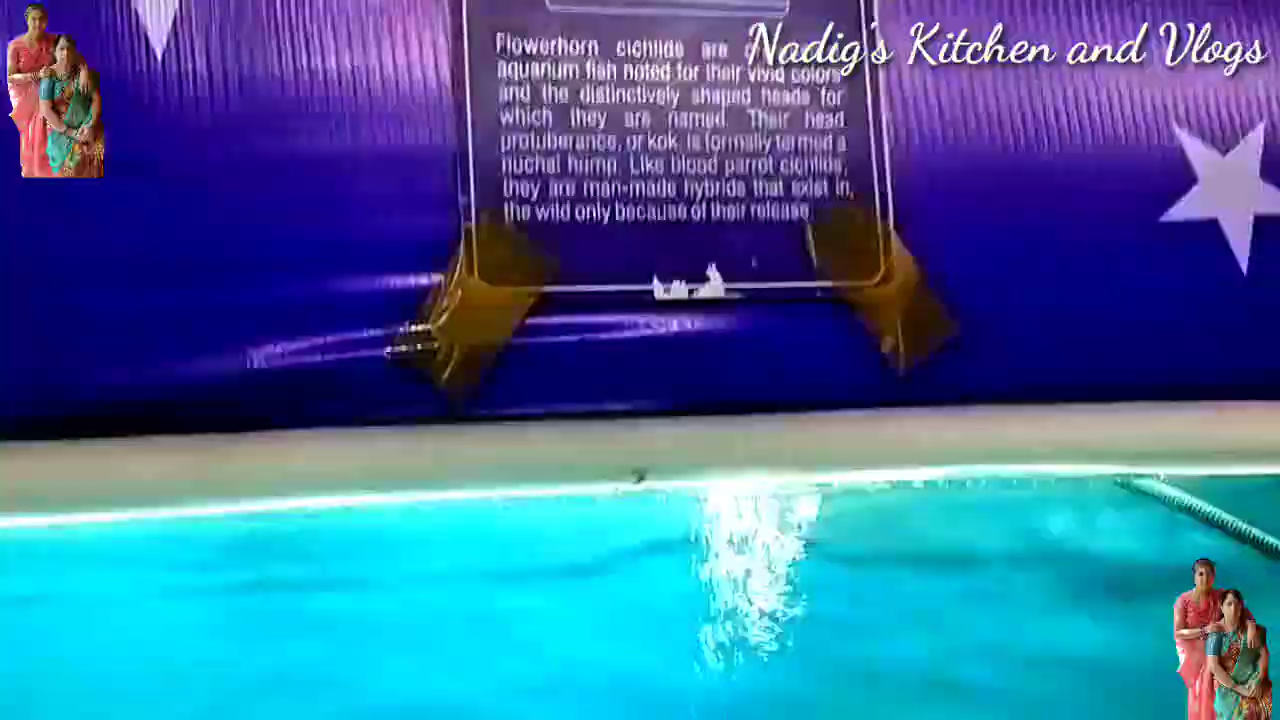 Nadig's Kitchen and Vlogs
Flowerhorn cichlids are
aquarium fish noted for their vivid colors
and the distinctively shaped heads for
which they are named. Their head
protuberance, or kok, is formally termed a
nuchal hump. Like blood parrot cichlids,
they are man-made hybrids that exist in
the wild only because of their release.